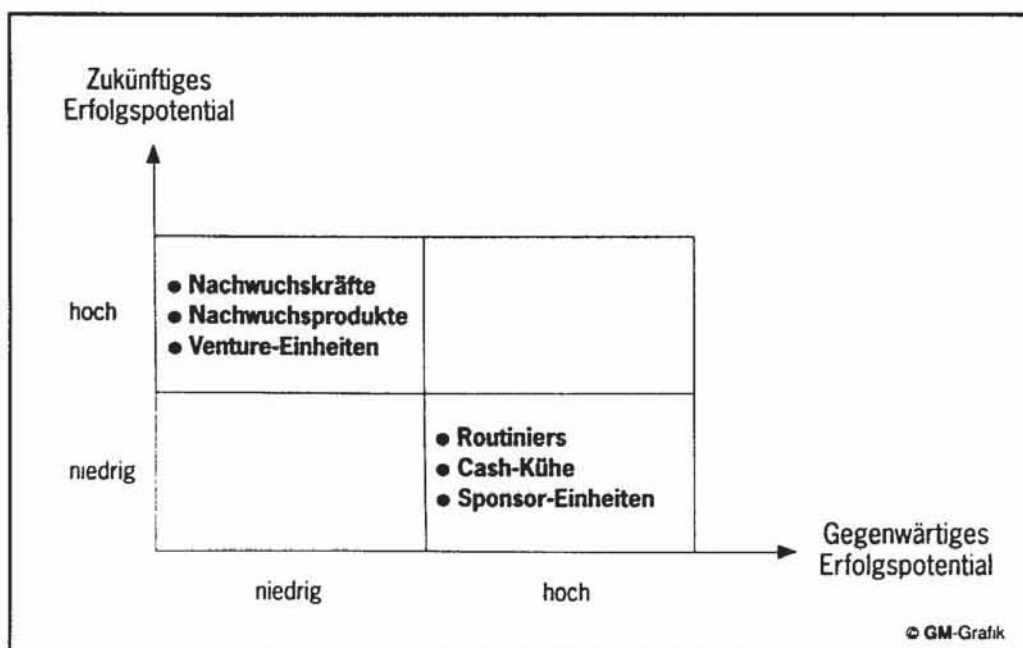 Zukünftiges
Erfolgspotential
hoch
● Nachwuchskräfte
● Nachwuchsprodukte
● Venture-Einheiten
niedrig
● Routiniers
● Cash-Kühe
● Sponsor-Einheiten
Gegenwärtiges
Erfolgspotential
niedrig
hoch
© GM-Grafik